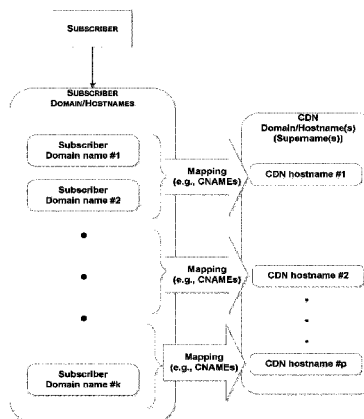 SUBSCRIBER
SUBSCRIBER
DOMAIN/HOSTNAMES
Subscriber
Domain name #1
Subscriber
Domain name #2
Subscriber
Domain name #k
Mapping
(e.g., CNAMEs)
Mapping
(e.g., CNAMEs)
Mapping
(e.g., CNAMEs)
CDN
Domain/Hostname(s)
(Supername(s))
CDN hostname #1
CDN hostname #2
CDN hostname #p